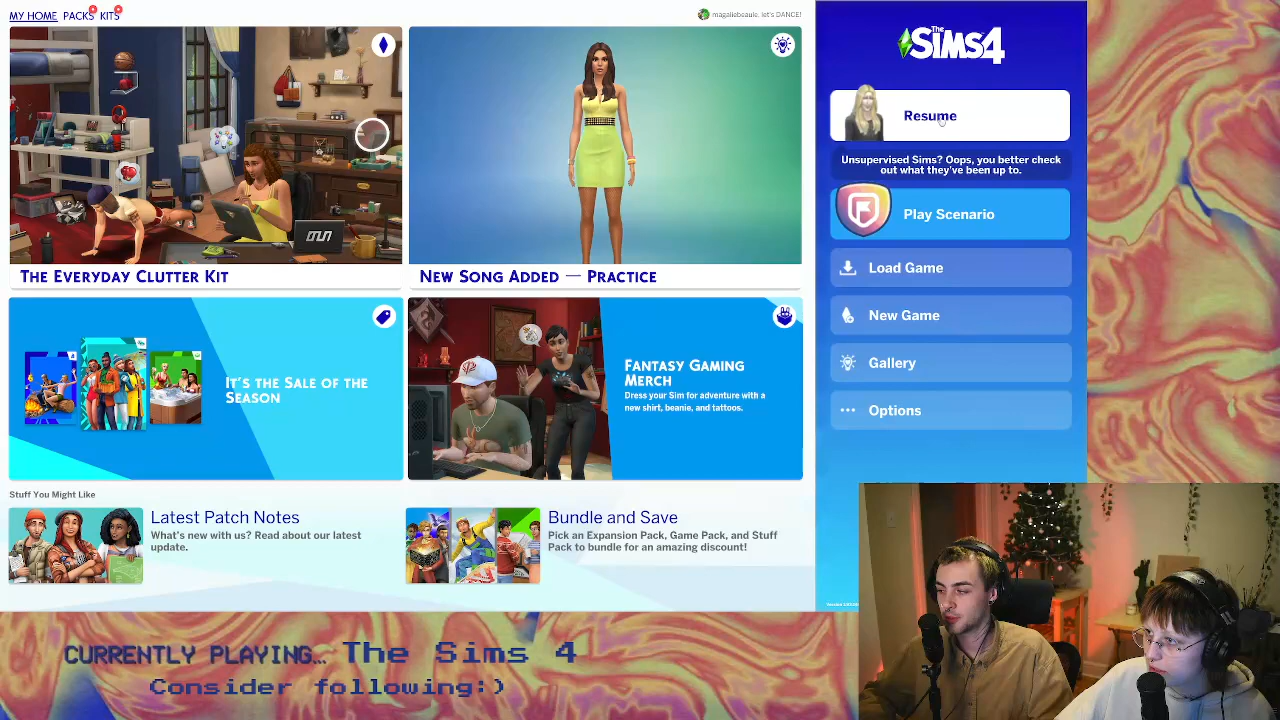 MY HOME PACKS KITS
magaliebeaule, let's DANCE!
The Everyday Clutter Kit
New Song Added — Practice
It's the Sale of the
Season
Fantasy Gaming
Merch
Dress your Sim for adventure with a
new shirt, beanie, and tattoos.
Stuff You Might Like
Latest Patch Notes
What's new with us? Read about our latest
update.
Bundle and Save
Pick an Expansion Pack, Game Pack, and Stuff
Pack to bundle for an amazing discount!
The Sims 4
Resume
Unsupervised Sims? Oops, you better check
out what they've been up to.
Play Scenario
Load Game
New Game
Gallery
Options
CURRENTLY PLAYING... The Sims 4
Consider following:)